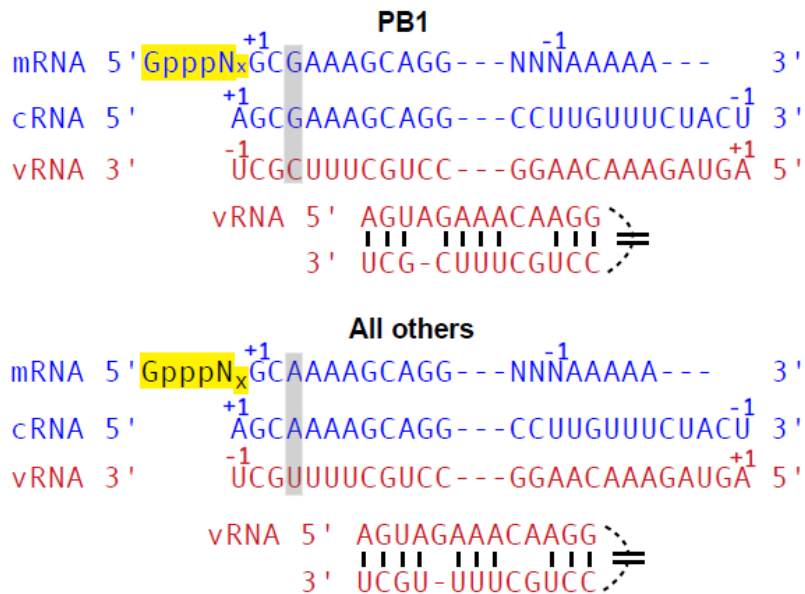 PB1
+1 -1
mRNA 5' GpppNxGCGAAAGCAGG---NNNAAAAA--- 3'
+1 -1
cRNA 5' AGCGAAAGCAGG---CCUUGUUUCUACU 3'
-1 +1
vRNA 3' UCGCUUUCGUCC---GGAACAAAGAUGA 5'
vRNA 5' AGUAGAAACAAGG
3' UCG-CUUUCGUCC
All others
+1 -1
mRNA 5' GpppNxGCAAAAGCAGG---NNNAAAAA--- 3'
+1 -1
cRNA 5' AGCAAAAGCAGG---CCUUGUUUCUACU 3'
-1 +1
vRNA 3' UCGUUUUCGUCC---GGAACAAAGAUGA 5'
vRNA 5' AGUAGAAACAAGG
3' UCGU-UUUCGUCC